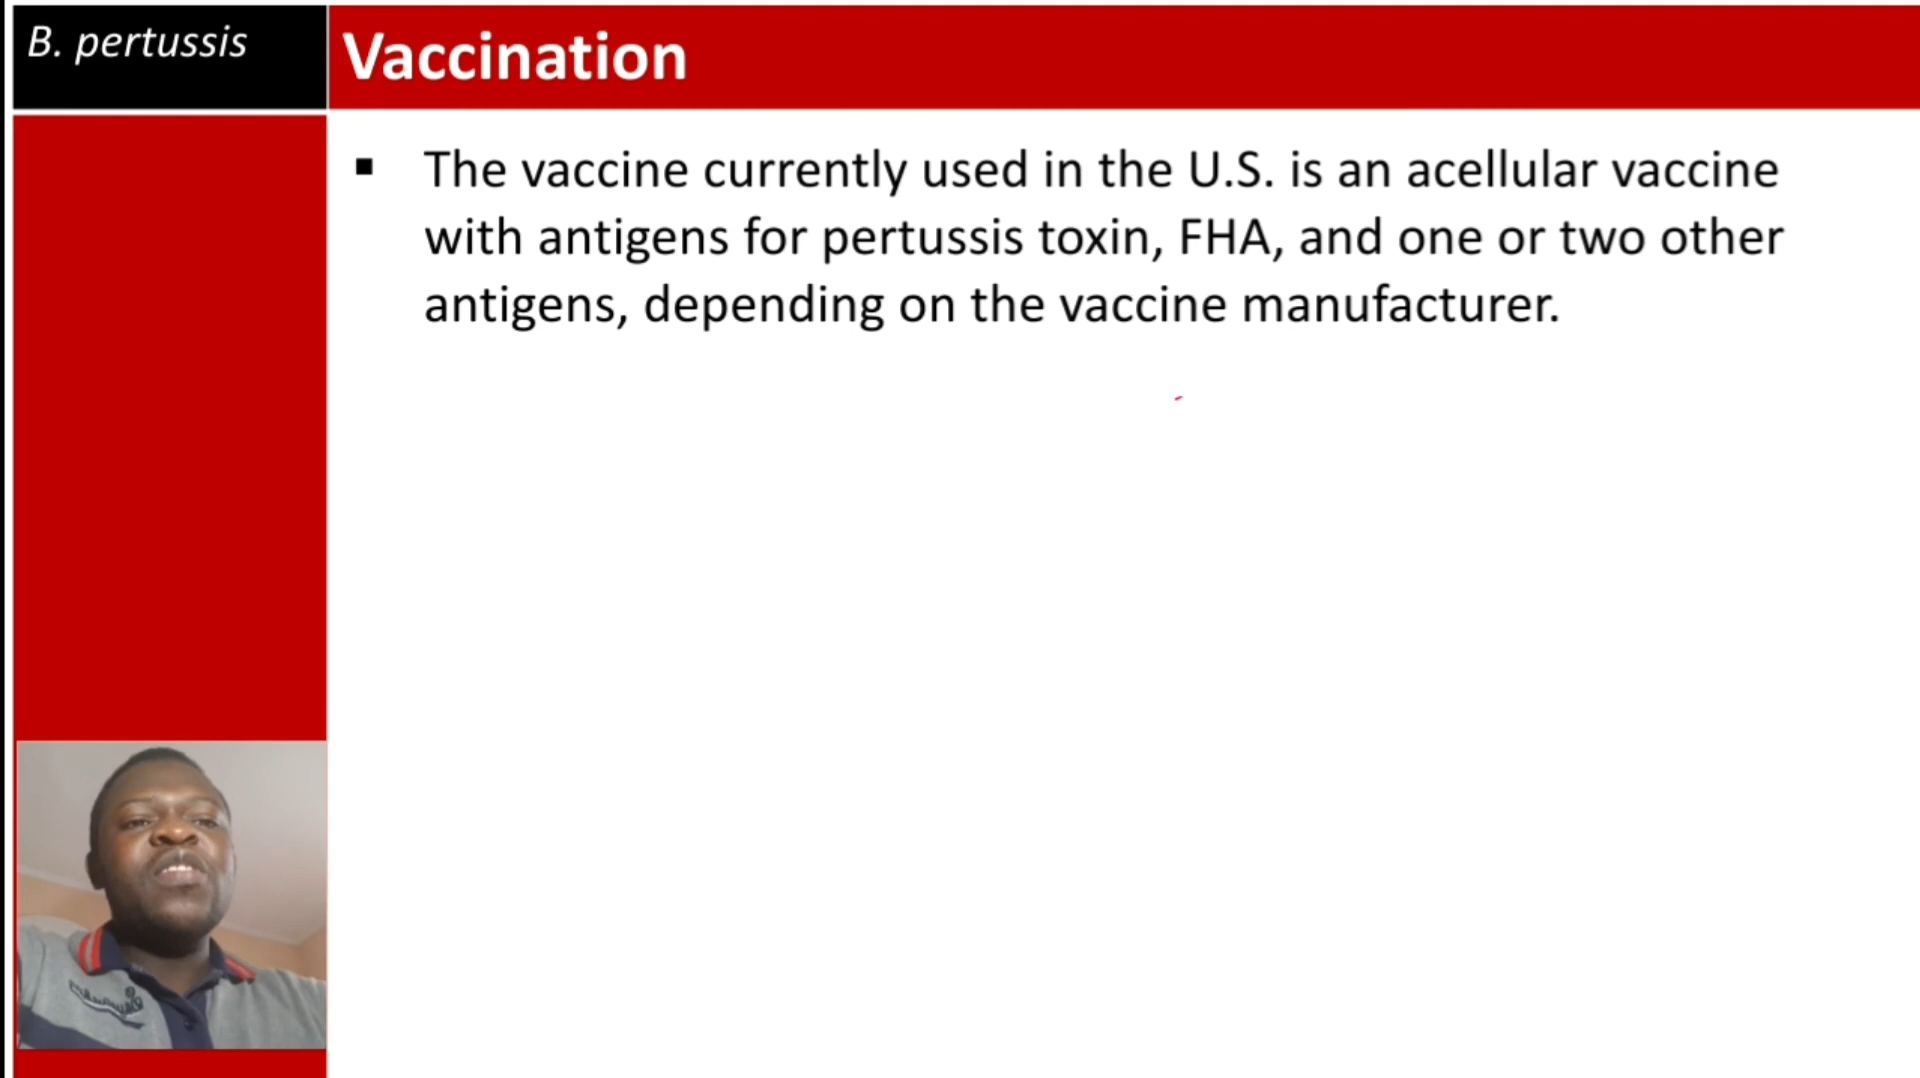 B. pertussis
Vaccination
▪ The vaccine currently used in the U.S. is an acellular vaccine
with antigens for pertussis toxin, FHA, and one or two other
antigens, depending on the vaccine manufacturer.